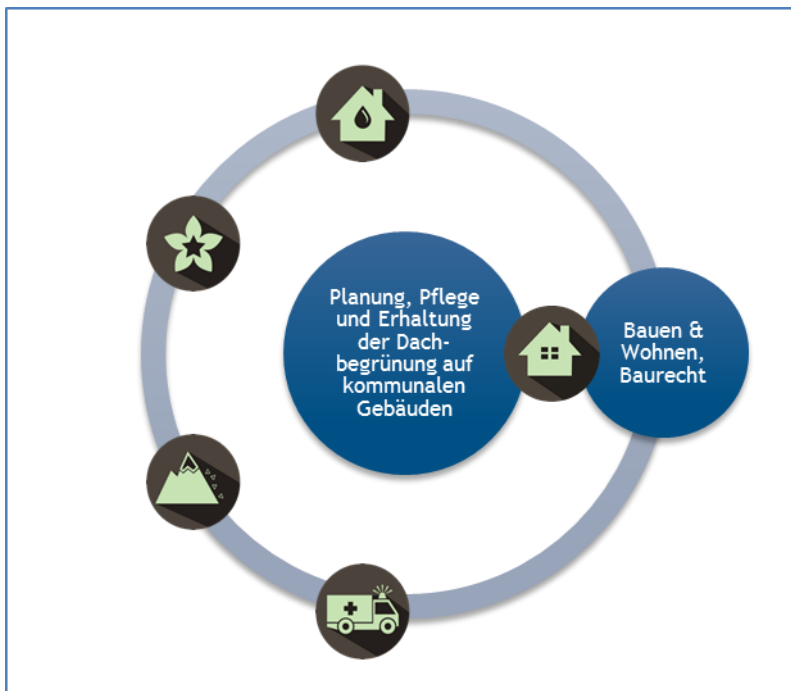 Planung, Pflege
und Erhaltung
der Dach-
begrünung auf
kommunalen
Gebäuden
Bauen &
Wohnen,
Baurecht